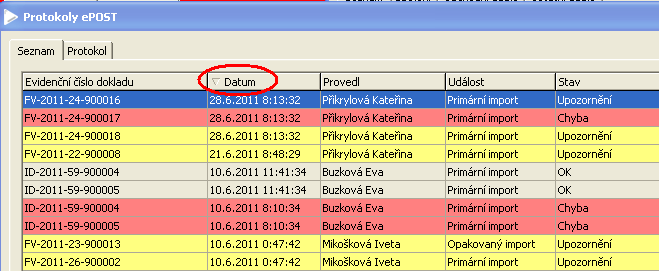 Protokoly ePOST
Seznam Protokol
Evidenční číslo dokladu Datum Provedl Událost Stav
FV-2011-24-900016 28.6.2011 8:13:32 Přikrylová Kateřina Primární import Upozornění
FV-2011-24-900017 28.6.2011 8:13:32 Přikrylová Kateřina Primární import Chyba
FV-2011-24-900018 28.6.2011 8:13:32 Přikrylová Kateřina Primární import Upozornění
FV-2011-22-900008 21.6.2011 8:48:29 Přikrylová Kateřina Primární import Upozornění
ID-2011-59-900004 10.6.2011 11:41:34 Buzková Eva Primární import OK
ID-2011-59-900005 10.6.2011 11:41:34 Buzková Eva Primární import OK
ID-2011-59-900004 10.6.2011 8:10:34 Buzková Eva Primární import Chyba
ID-2011-59-900005 10.6.2011 8:10:34 Buzková Eva Primární import Chyba
FV-2011-23-900013 10.6.2011 0:47:42 Mikošková Iveta Opakovaný import Upozornění
FV-2011-26-900002 10.6.2011 0:47:42 Mikošková Iveta Primární import Upozornění